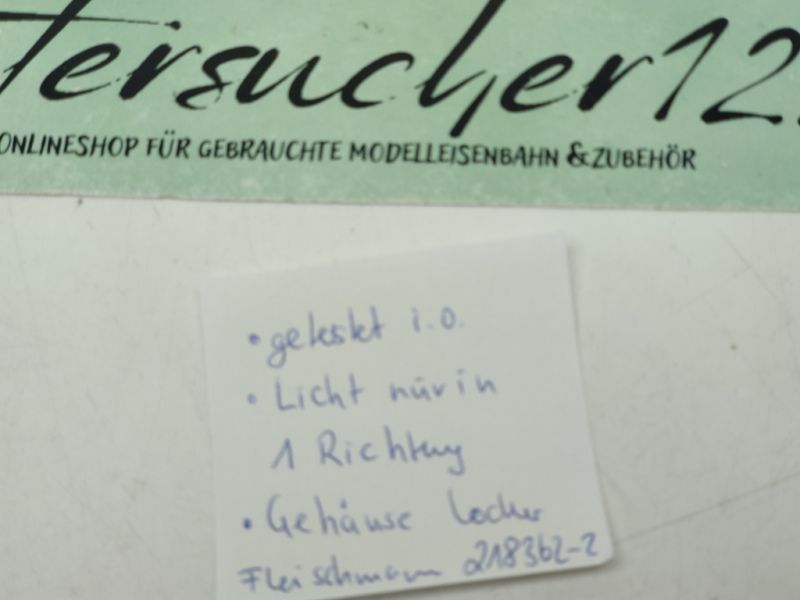 tersucher12
ONLINESHOP FÜR GEBRAUCHTE MODELLEISENBAHN & ZUBEHÖR
• getestet i.O.
• Licht nur in
1 Richtung
• Gehäuse locker
Fleischmann 218362-2